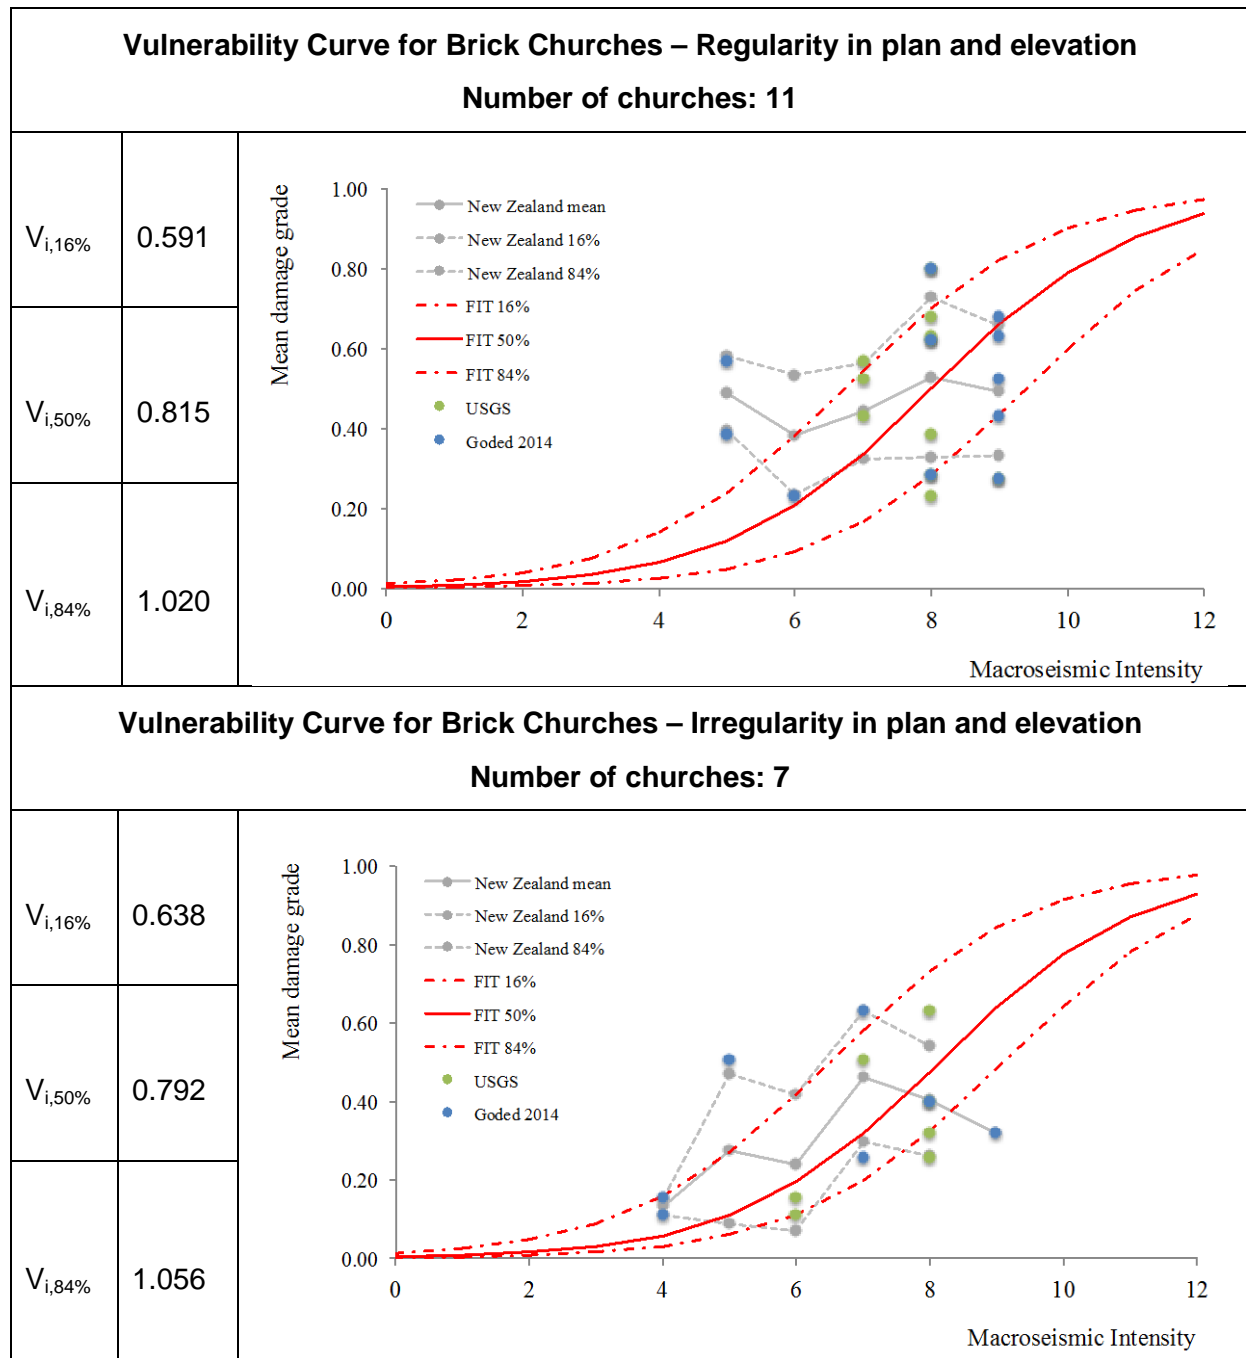 Vulnerability Curve for Brick Churches – Regularity in plan and elevation
Number of churches: 11
Vi,16%
0.591
Vi,50%
0.815
Vi,84%
1.020
Mean damage grade
1.00
0.80
0.60
0.40
0.20
0.00
New Zealand mean
New Zealand 16%
New Zealand 84%
FIT 16%
FIT 50%
FIT 84%
USGS
Goded 2014
0 2 4 6 8 10 12
Macroseismic Intensity
Vulnerability Curve for Brick Churches – Irregularity in plan and elevation
Number of churches: 7
Vi,16%
0.638
Vi,50%
0.792
Vi,84%
1.056
Mean damage grade
1.00
0.80
0.60
0.40
0.20
0.00
New Zealand mean
New Zealand 16%
New Zealand 84%
FIT 16%
FIT 50%
FIT 84%
USGS
Goded 2014
0 2 4 6 8 10 12
Macroseismic Intensity